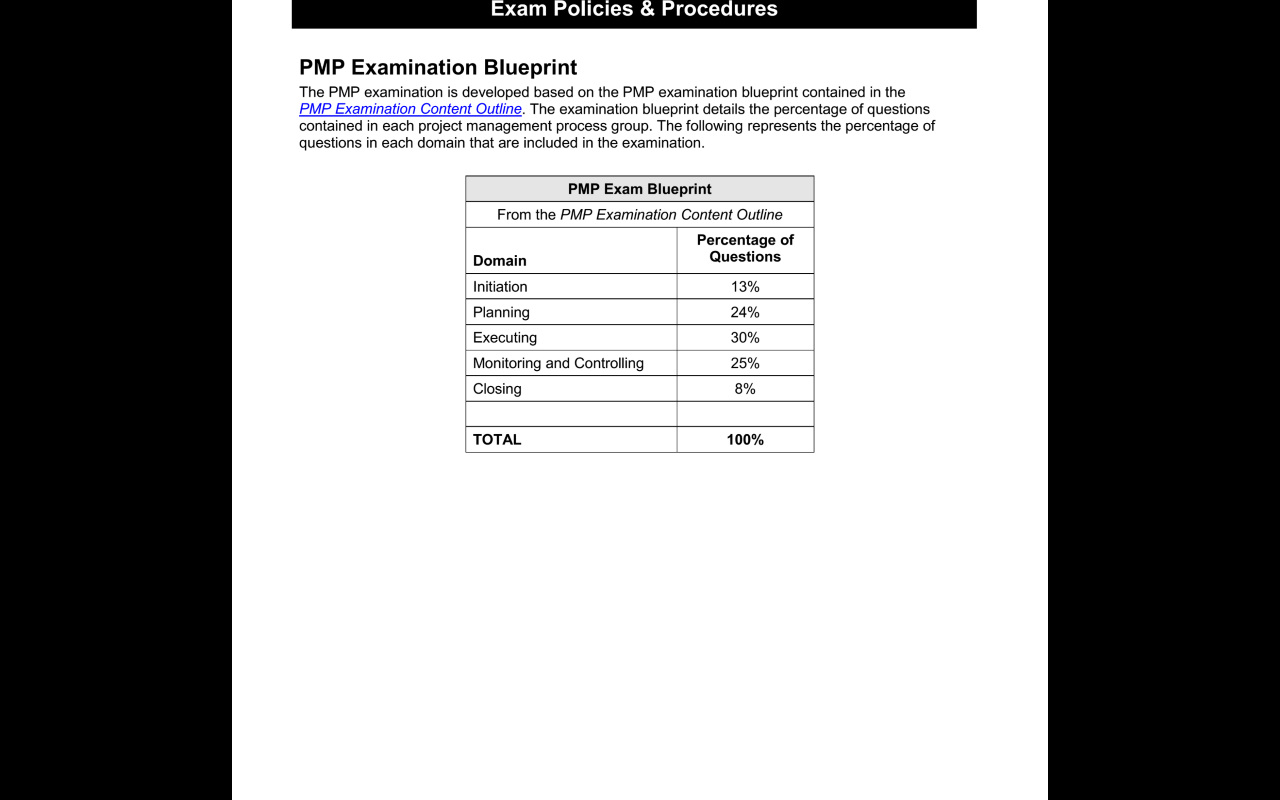 Exam Policies & Procedures
PMP Examination Blueprint
The PMP examination is developed based on the PMP examination blueprint contained in the
PMP Examination Content Outline. The examination blueprint details the percentage of questions
contained in each project management process group. The following represents the percentage of
questions in each domain that are included in the examination.
PMP Exam Blueprint
From the PMP Examination Content Outline
Domain
Percentage of
Questions
Initiation 13%
Planning 24%
Executing 30%
Monitoring and Controlling 25%
Closing 8%
TOTAL 100%